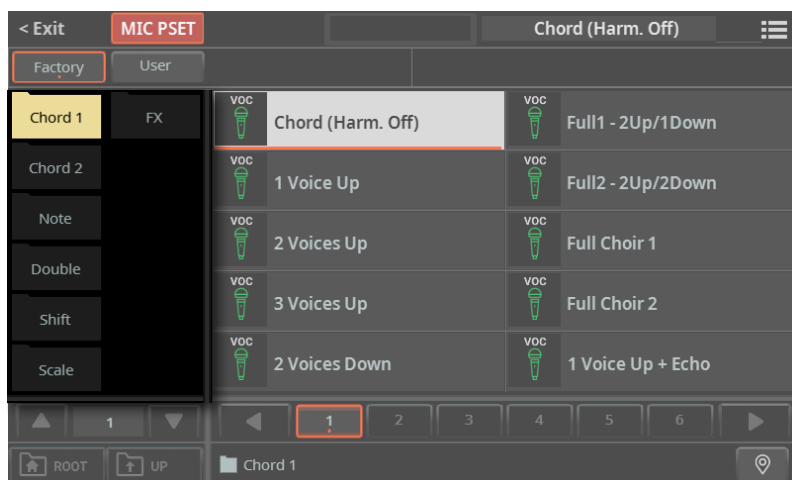 < Exit MIC PSET Chord (Harm. Off)
Factory User
Chord 1 FX
Chord 2
Note
Double
Shift
Scale
VOC Chord (Harm. Off) VOC Full1 - 2Up/1Down
VOC 1 Voice Up VOC Full2 - 2Up/2Down
VOC 2 Voices Up VOC Full Choir 1
VOC 3 Voices Up VOC Full Choir 2
VOC 2 Voices Down VOC 1 Voice Up + Echo
1 1 2 3 4 5 6
ROOT UP Chord 1